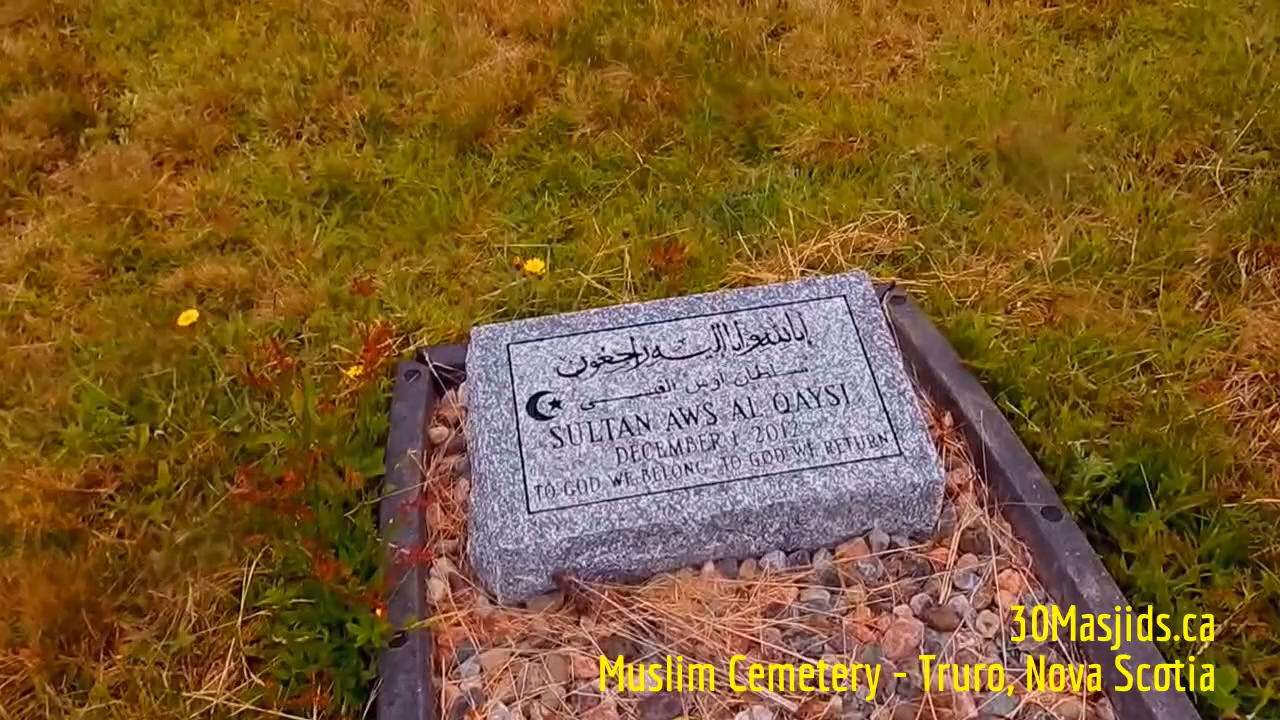 إنا لله وإنا إليه راجعون
سلطان أوس القيسي
SULTAN AWS AL QAYSI
DECEMBER 1, 2012
TO GOD WE BELONG, TO GOD WE RETURN
30Masjids.ca
Muslim Cemetery - Truro, Nova Scotia